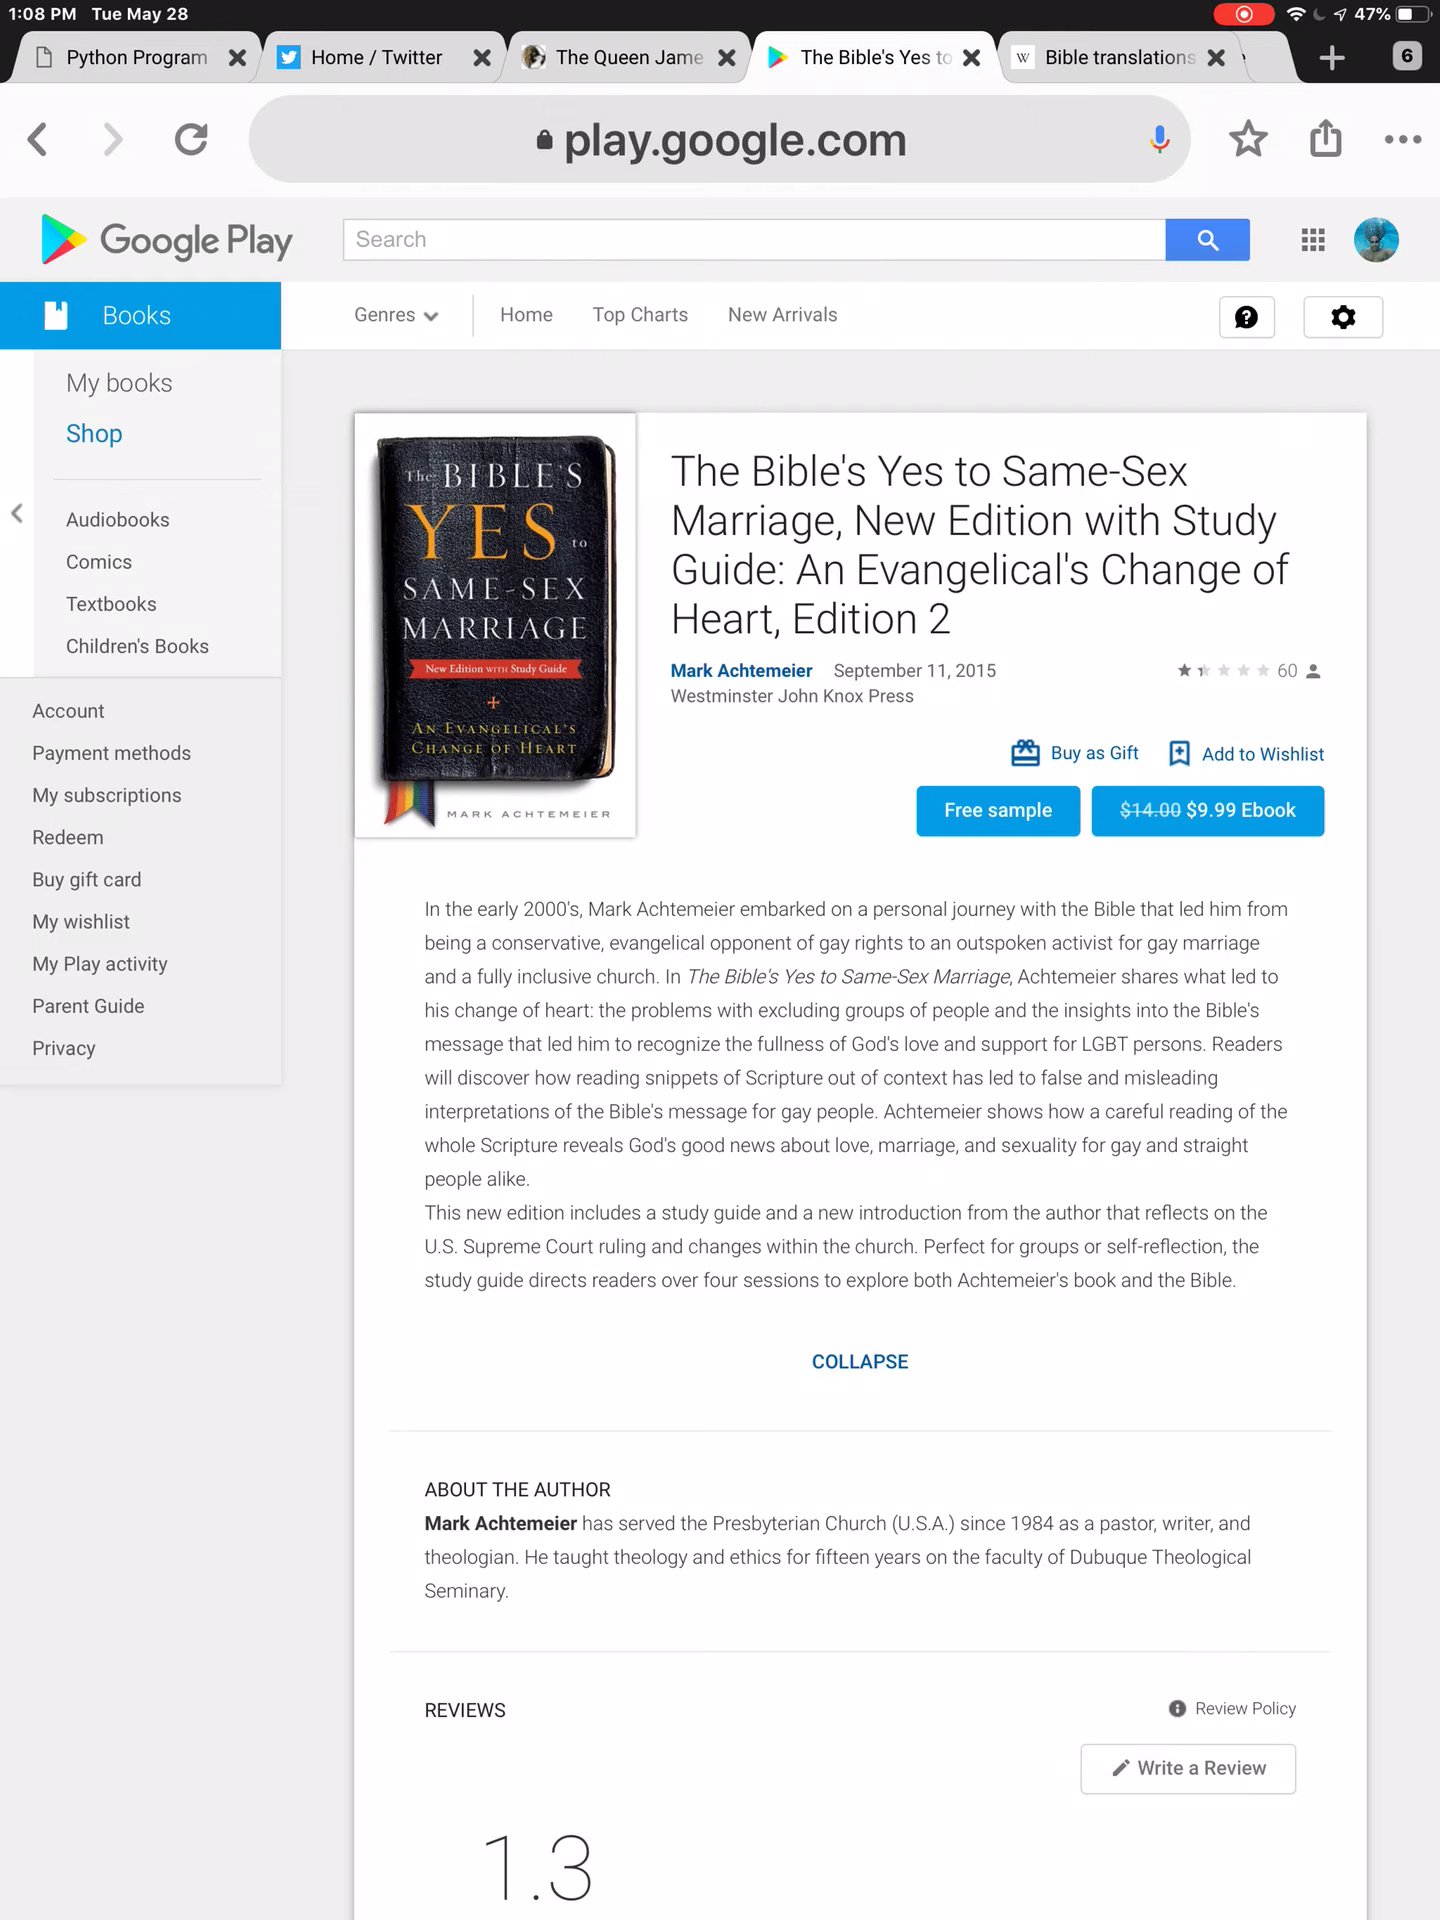 1:08 PM Tue May 28
47%
Python Program
Home / Twitter
The Queen Jame
The Bible's Yes to
W Bible translations
6
play.google.com
Google Play
Search
Books
Genres
Home
Top Charts
New Arrivals
My books
Shop
Audiobooks
Comics
Textbooks
Children's Books
Account
Payment methods
My subscriptions
Redeem
Buy gift card
My wishlist
My Play activity
Parent Guide
Privacy
The BIBLE'S
YES to
SAME-SEX
MARRIAGE
New Edition WITH Study Guide
AN EVANGELICAL'S
CHANGE OF HEART
MARK ACHTEMEIER
The Bible's Yes to Same-Sex
Marriage, New Edition with Study
Guide: An Evangelical's Change of
Heart, Edition 2
Mark Achtemeier September 11, 2015
60
Westminster John Knox Press
Buy as Gift
Add to Wishlist
Free sample
$14.00 $9.99 Ebook
In the early 2000's, Mark Achtemeier embarked on a personal journey with the Bible that led him from
being a conservative, evangelical opponent of gay rights to an outspoken activist for gay marriage
and a fully inclusive church. In The Bible's Yes to Same-Sex Marriage, Achtemeier shares what led to
his change of heart: the problems with excluding groups of people and the insights into the Bible's
message that led him to recognize the fullness of God's love and support for LGBT persons. Readers
will discover how reading snippets of Scripture out of context has led to false and misleading
interpretations of the Bible's message for gay people. Achtemeier shows how a careful reading of the
whole Scripture reveals God's good news about love, marriage, and sexuality for gay and straight
people alike.
This new edition includes a study guide and a new introduction from the author that reflects on the
U.S. Supreme Court ruling and changes within the church. Perfect for groups or self-reflection, the
study guide directs readers over four sessions to explore both Achtemeier's book and the Bible.
COLLAPSE
ABOUT THE AUTHOR
Mark Achtemeier has served the Presbyterian Church (U.S.A.) since 1984 as a pastor, writer, and
theologian. He taught theology and ethics for fifteen years on the faculty of Dubuque Theological
Seminary.
REVIEWS
Review Policy
Write a Review
1.3